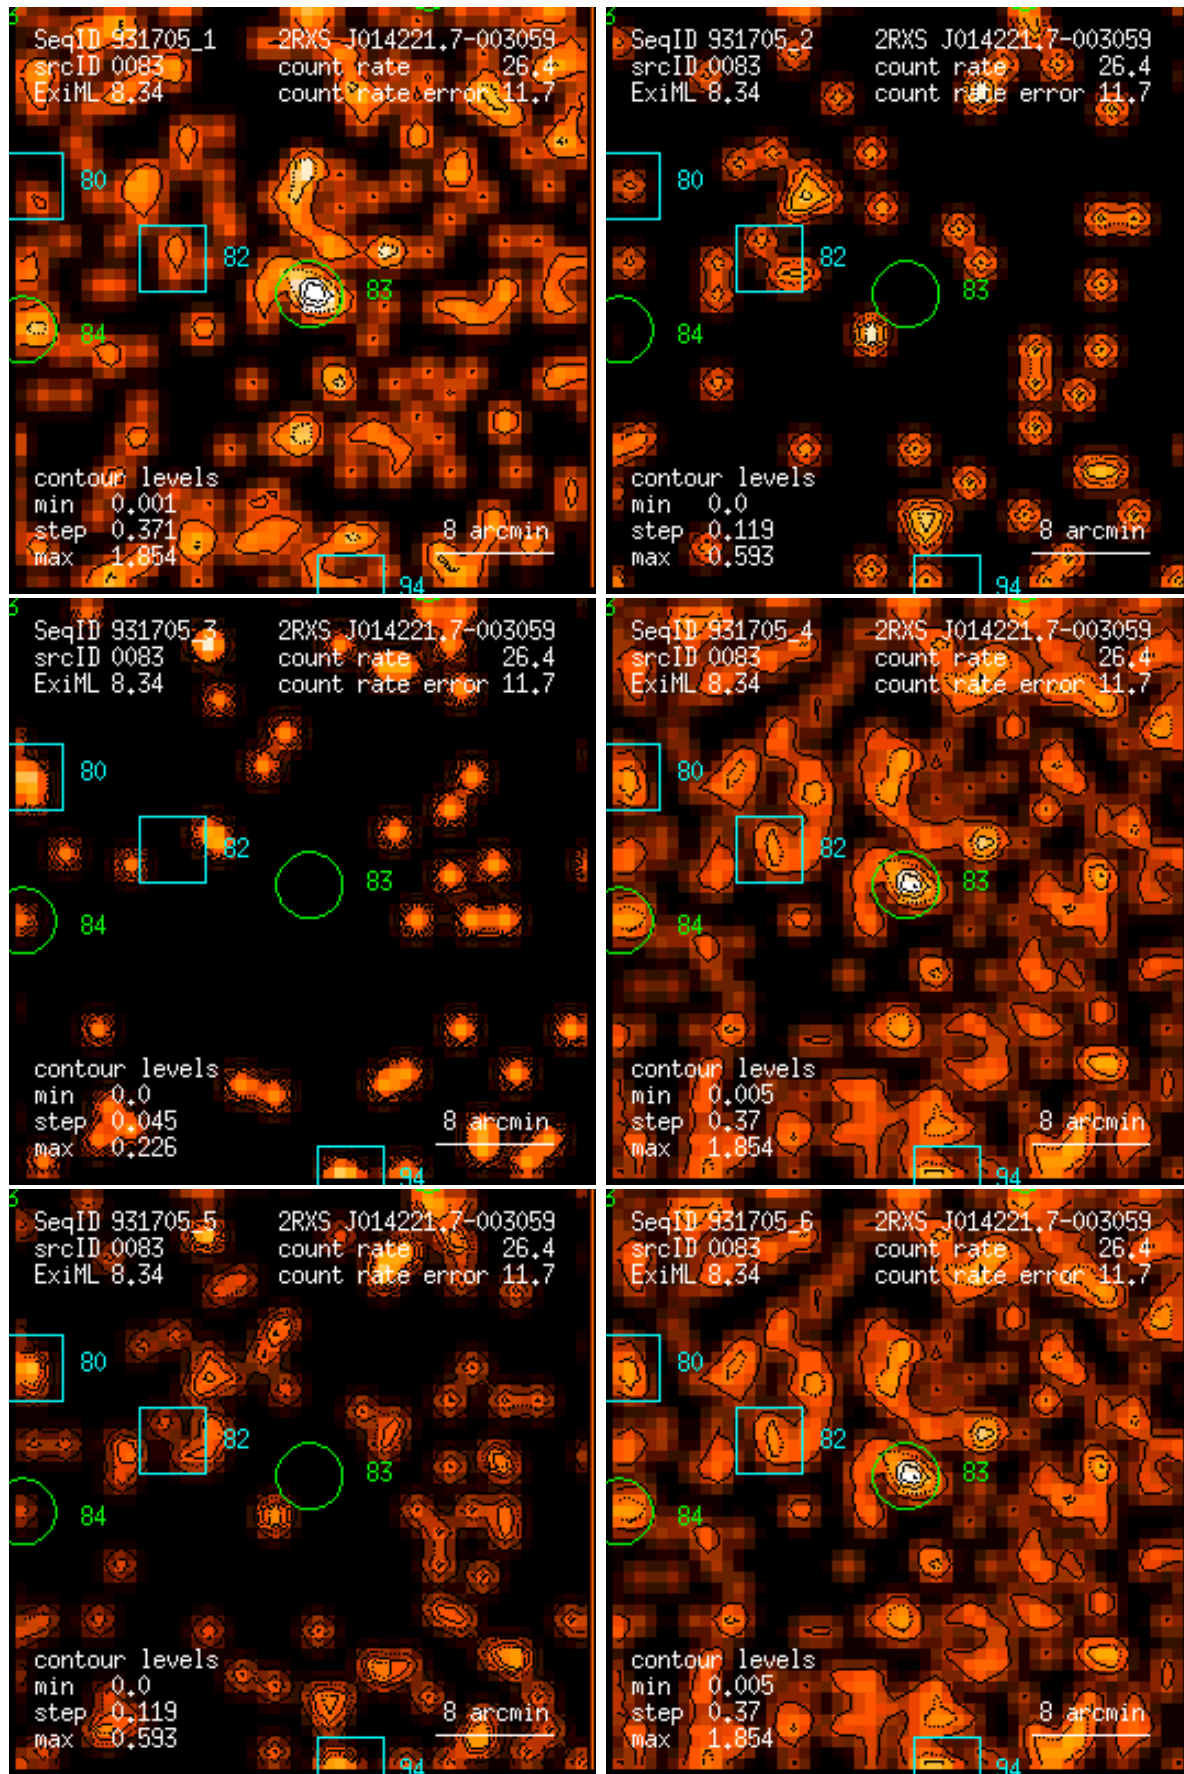 3
SeqID 931705_1 2RXS J014221.7-003059
srcID 0083 count rate 26.4
ExiML 8.34 count rate error 11.7
80
82
83
84
contour levels
min 0.001
step 0.371
max 1.854
8 arcmin
94
3
SeqID 931705_2 2RXS J014221.7-003059
srcID 0083 count rate 26.4
ExiML 8.34 count rate error 11.7
80
82
83
84
contour levels
min 0.0
step 0.119
max 0.593
8 arcmin
94
3
SeqID 931705_3 2RXS J014221.7-003059
srcID 0083 count rate 26.4
ExiML 8.34 count rate error 11.7
80
82
83
84
contour levels
min 0.0
step 0.045
max 0.226
8 arcmin
94
3
SeqID 931705_4 2RXS J014221.7-003059
srcID 0083 count rate 26.4
ExiML 8.34 count rate error 11.7
80
82
83
84
contour levels
min 0.005
step 0.37
max 1.854
8 arcmin
94
3
SeqID 931705_5 2RXS J014221.7-003059
srcID 0083 count rate 26.4
ExiML 8.34 count rate error 11.7
80
82
83
84
contour levels
min 0.0
step 0.119
max 0.593
8 arcmin
94
3
SeqID 931705_6 2RXS J014221.7-003059
srcID 0083 count rate 26.4
ExiML 8.34 count rate error 11.7
80
82
83
84
contour levels
min 0.005
step 0.37
max 1.854
8 arcmin
94